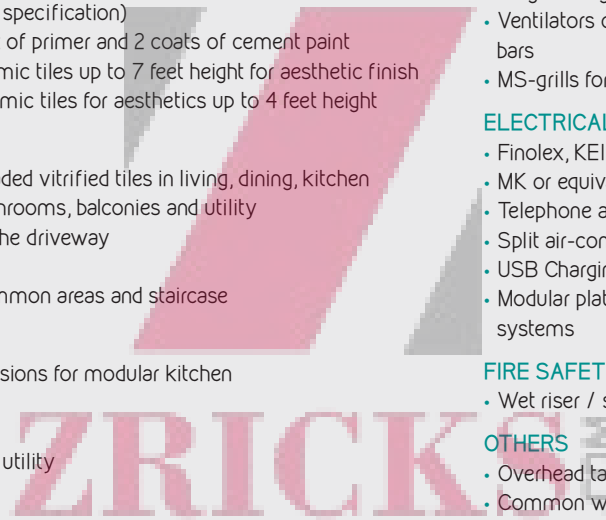 specification)
of primer and 2 coats of cement paint
mic tiles up to 7 feet height for aesthetic finish
mic tiles for aesthetics up to 4 feet height
ded vitrified tiles in living, dining, kitchen
hrooms, balconies and utility
he driveway
mmon areas and staircase
sions for modular kitchen
utility
• Ventilators
bars
• MS-grills for
ELECTRICAL
• Finolex, KEI
• MK or equiv
• Telephone a
• Split air-con
• USB Chargin
• Modular plat
systems
FIRE SAFET
• Wet riser / s
OTHERS
• Overhead ta
• Common w
ZRICKS
.COM